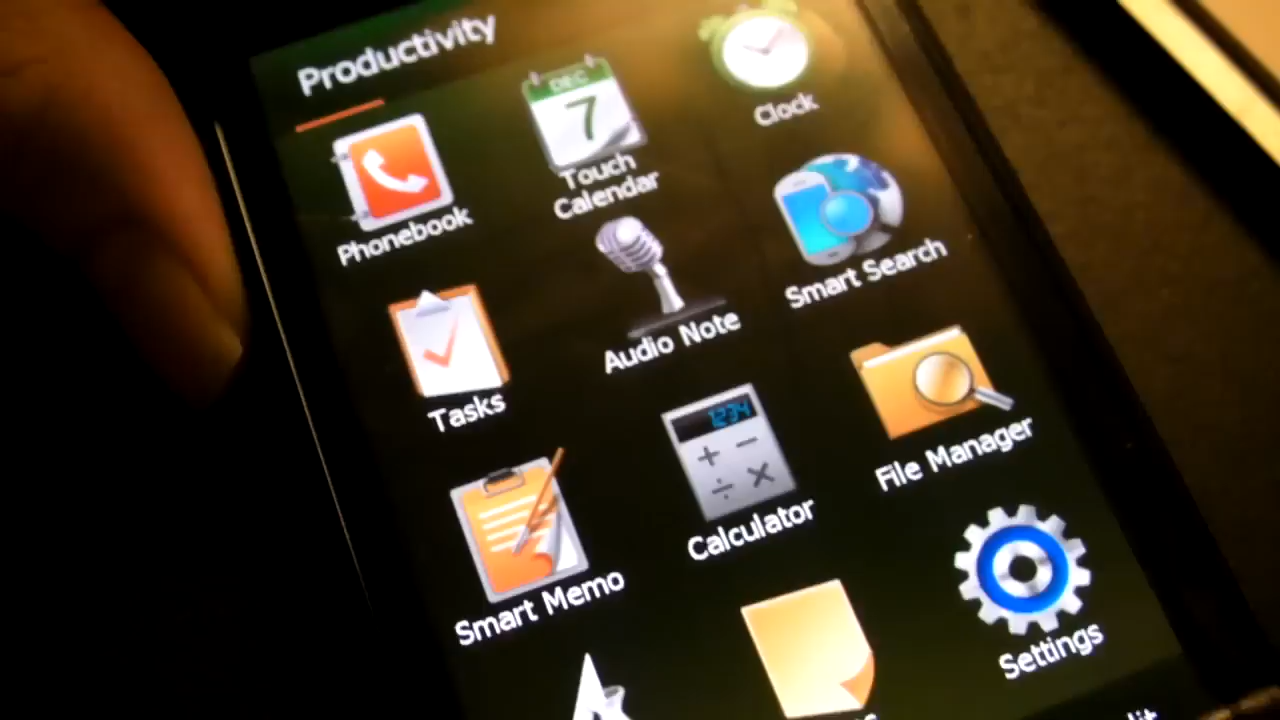 Productivity
DEC
7
Phonebook
Touch
Calendar
Clock
Tasks
Audio Note
Smart Search
1234
Smart Memo
Calculator
File Manager
Settings